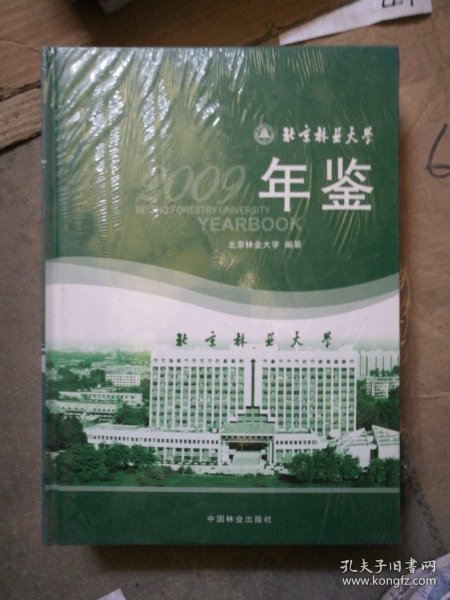 北京林业大学
2009
年鉴
BEIJING FORESTRY UNIVERSITY
YEARBOOK
北京林业大学 编纂
北京林业大学
中国林业出版社
孔夫子旧书网
www.kongfz.com